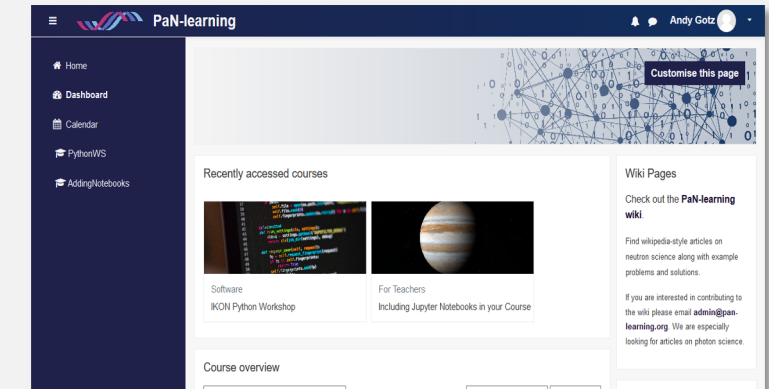 PaN-learning
Andy Gotz
Home
Dashboard
Calendar
PythonWS
AddingNotebooks
Customise this page
Recently accessed courses
Software
IKON Python Workshop
For Teachers
Including Jupyter Notebooks in your Course
Course overview
Wiki Pages
Check out the PaN-learning
wiki.
Find wikipedia-style articles on
neutron science along with example
problems and solutions.
If you are interested in contributing to
the wiki please email admin@pan-
learning.org. We are especially
looking for articles on photon science.